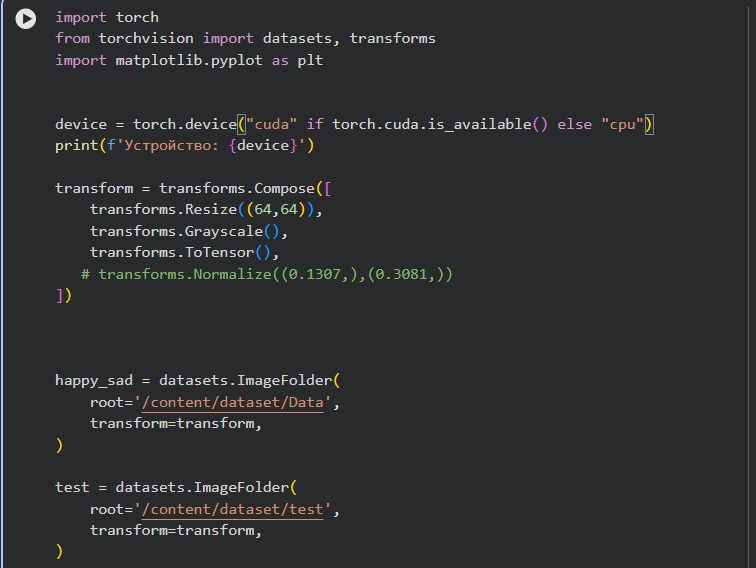 import torch
from torchvision import datasets, transforms
import matplotlib.pyplot as plt
device = torch.device("cuda" if torch.cuda.is_available() else "cpu")
print(f'Устройство: {device}')
transform = transforms.Compose([
    transforms.Resize((64,64)),
    transforms.Grayscale(),
    transforms.ToTensor(),
   # transforms.Normalize((0.1307,),(0.3081,))
])
happy_sad = datasets.ImageFolder(
    root='/content/dataset/Data',
    transform=transform,
)
test = datasets.ImageFolder(
    root='/content/dataset/test',
    transform=transform,
)